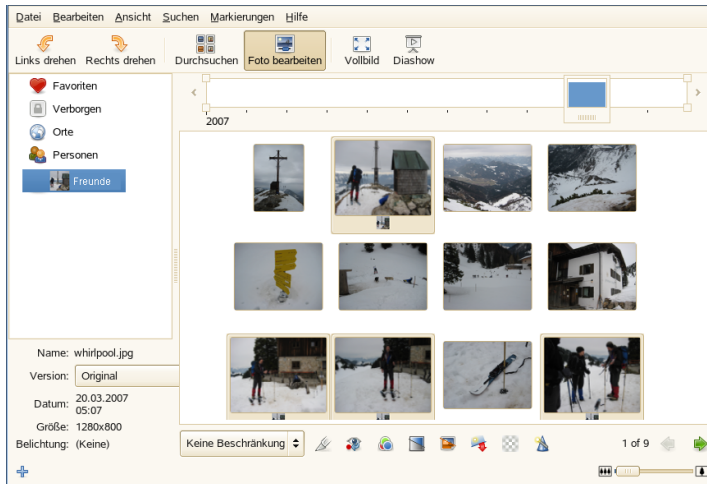 Datei Bearbeiten Ansicht Suchen Markierungen Hilfe
Links drehen Rechts drehen Durchsuchen Foto bearbeiten Vollbild Diashow
Favoriten
Verborgen
Orte
Personen
Freunde
2007
Name: whirlpool.jpg
Version: Original
Datum: 20.03.2007
05:07
Größe: 1280x800
Belichtung: (Keine)
Keine Beschränkung
1 of 9